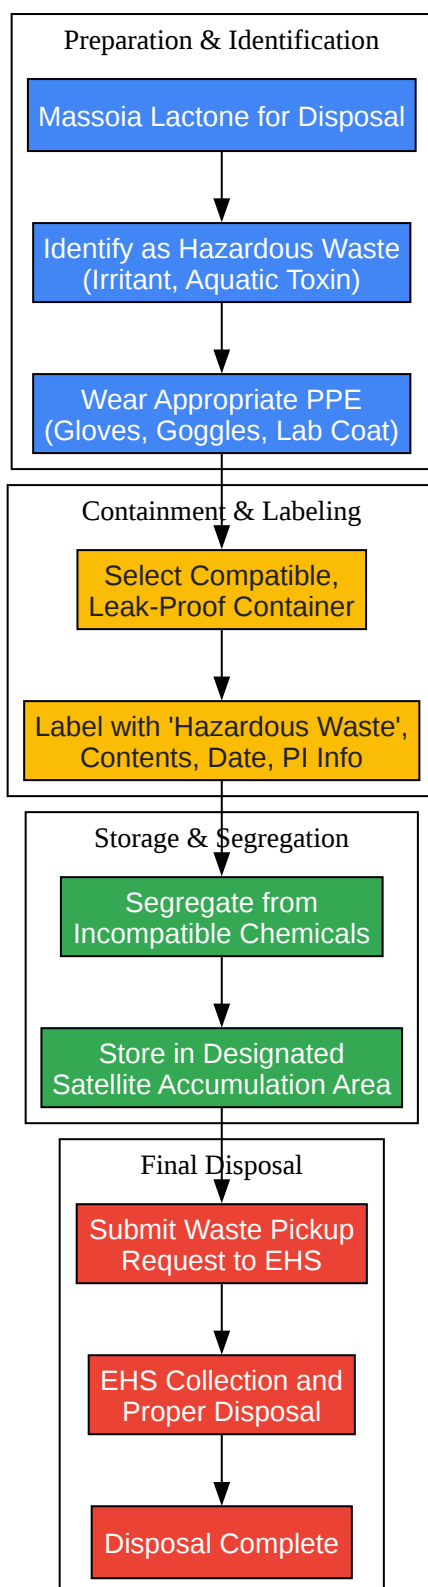 Preparation & Identification
Massoia Lactone for Disposal
Identify as Hazardous Waste
(Irritant, Aquatic Toxin)
Wear Appropriate PPE
(Gloves, Goggles, Lab Coat)
Containment & Labeling
Select Compatible,
Leak-Proof Container
Label with 'Hazardous Waste',
Contents, Date, PI Info
Storage & Segregation
Segregate from
Incompatible Chemicals
Store in Designated
Satellite Accumulation Area
Final Disposal
Submit Waste Pickup
Request to EHS
EHS Collection and
Proper Disposal
Disposal Complete